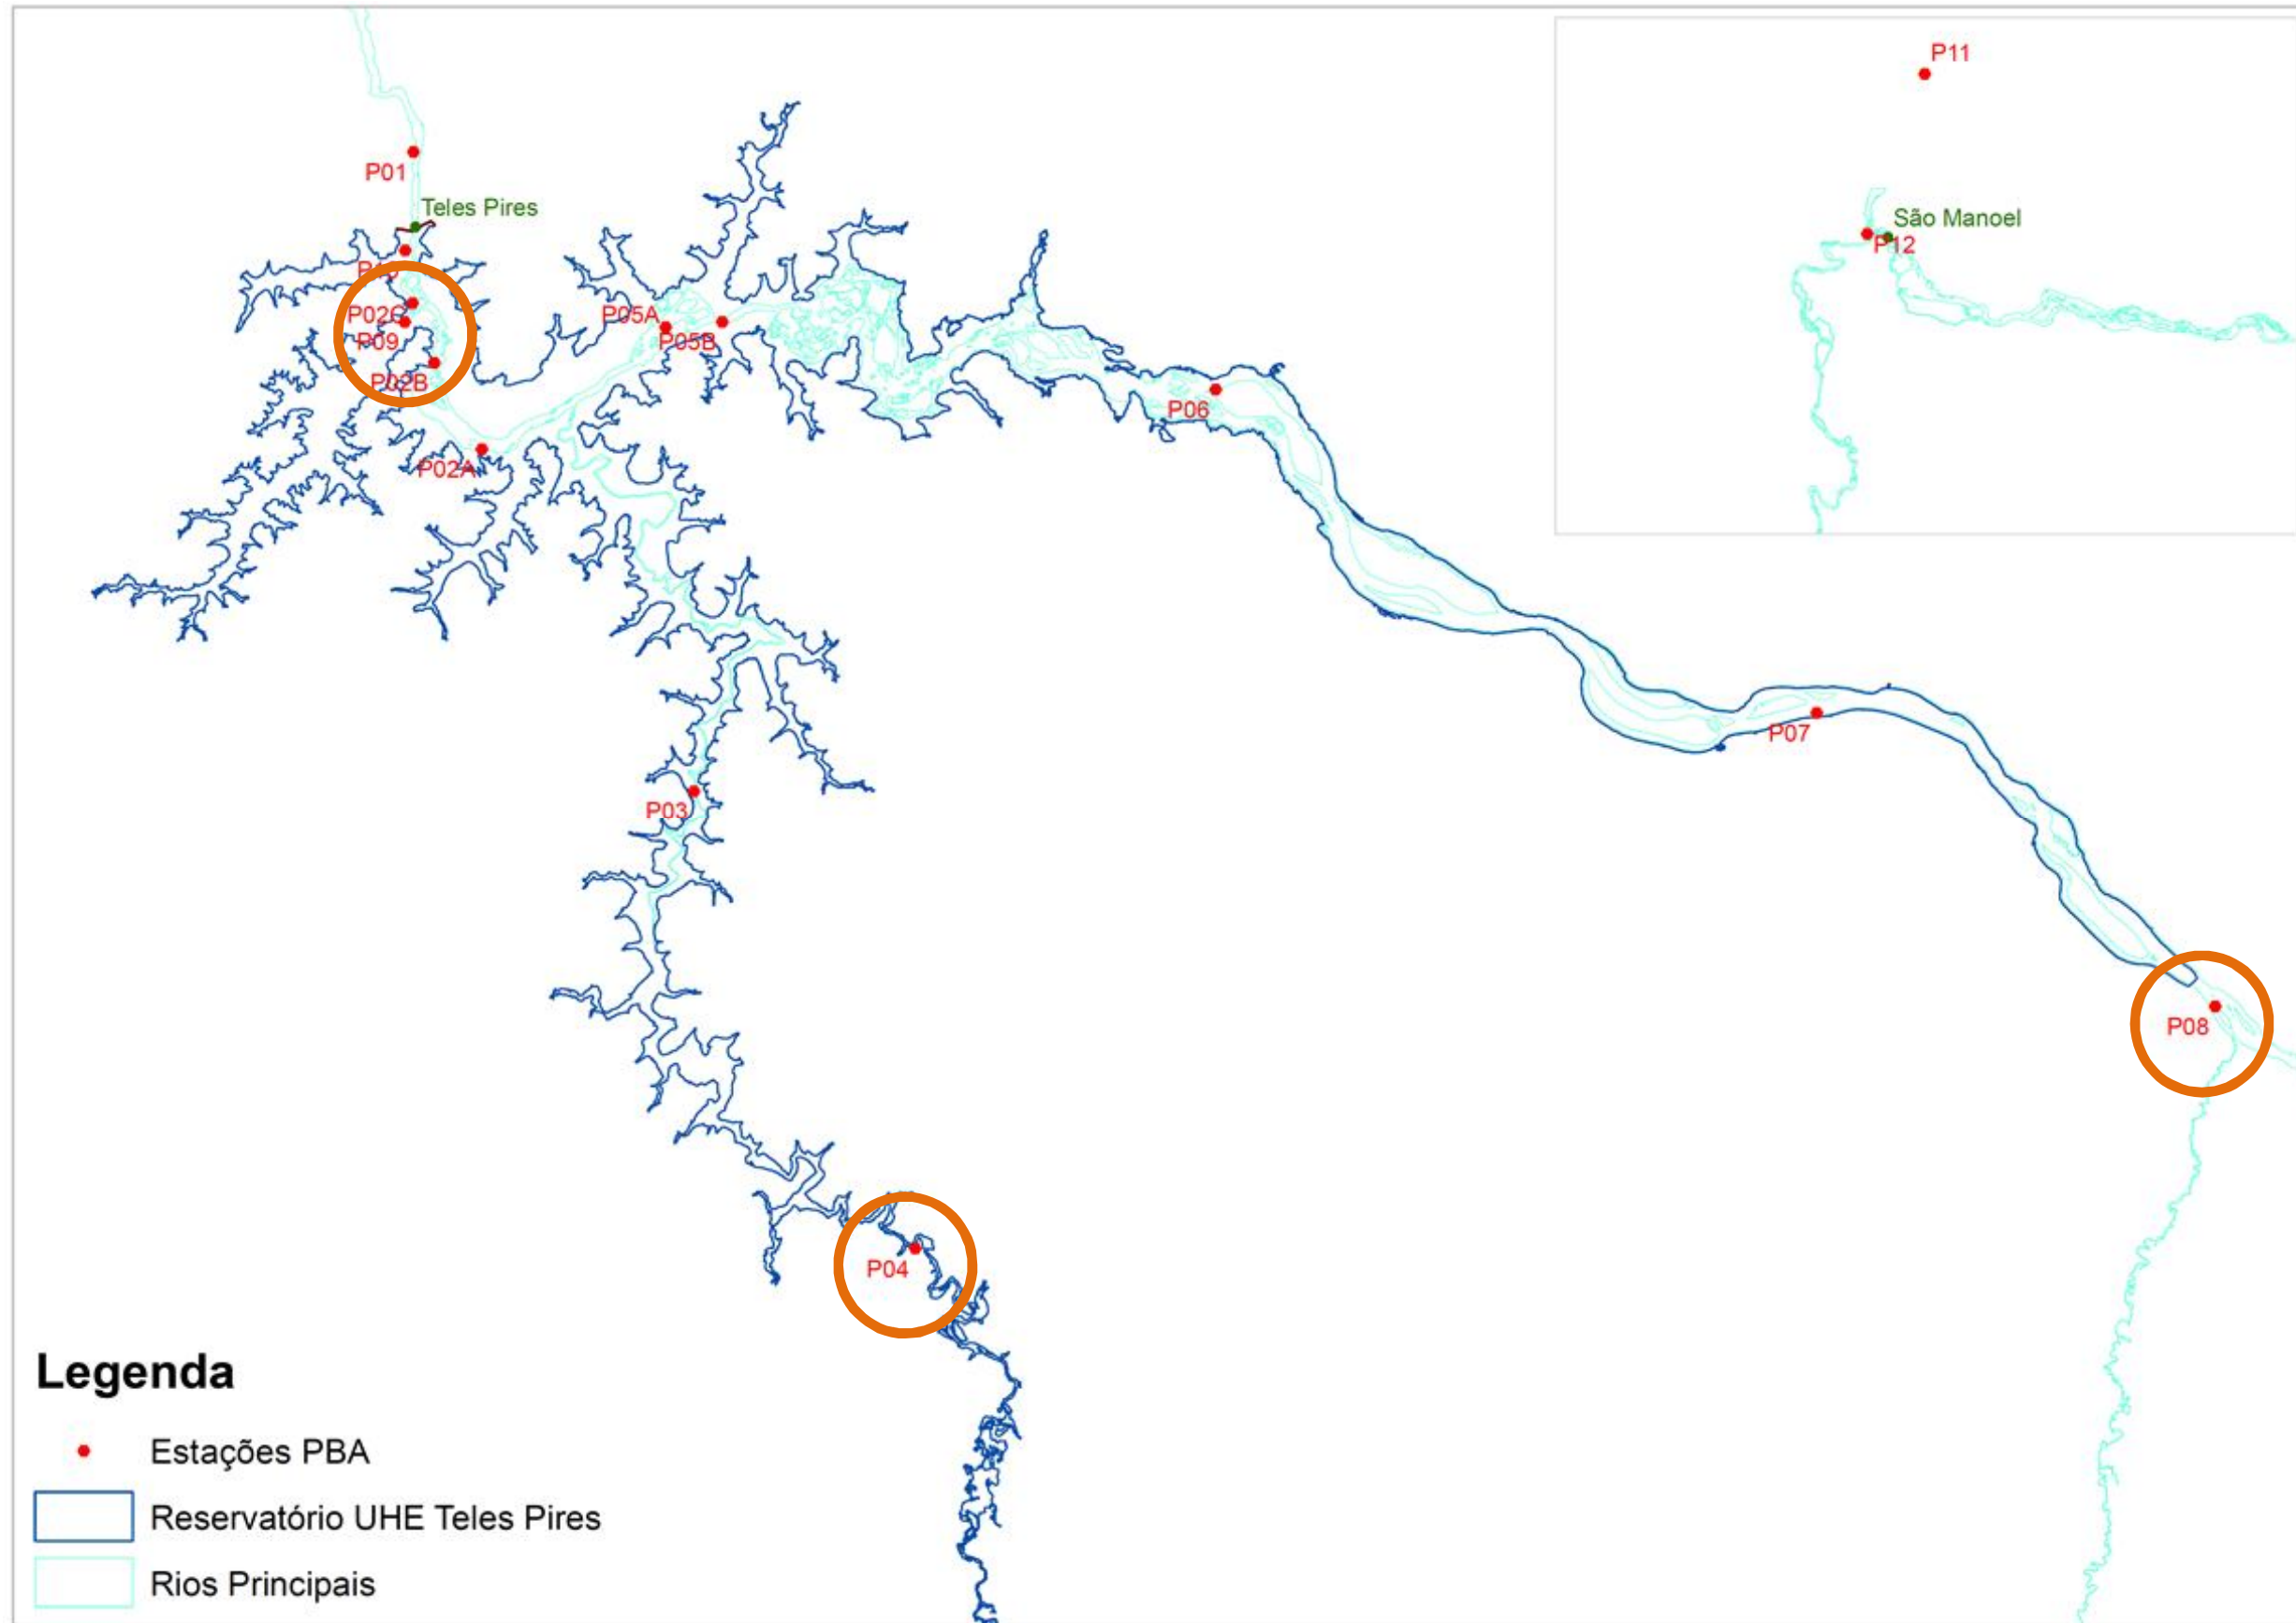 P11
P01
Teles Pires
São Manoel
P12
P02C
P05A
P09
P05B
P02B
P06
P02A
P07
P03
P08
P04
Legenda
Estações PBA
Reservatório UHE Teles Pires
Rios Principais